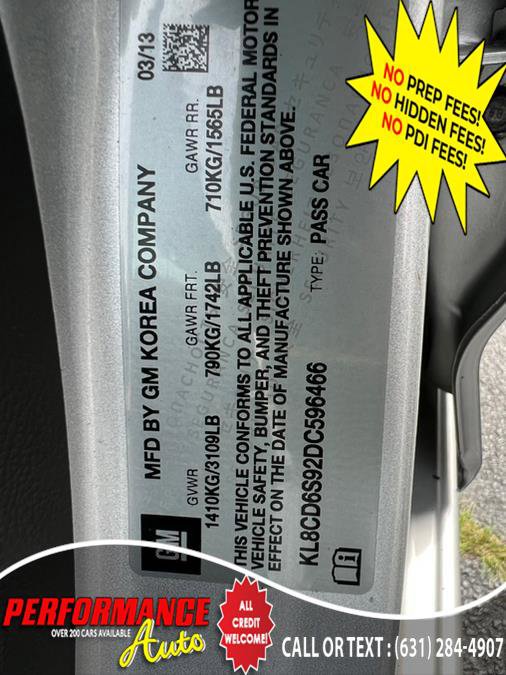 NO PREP FEES!
NO HIDDEN FEES!
NO PDI FEES!
GM
MFD BY GM KOREA COMPANY
03/13
GVWR GAWR FRT. GAWR RR.
1410KG/3109LB 790KG/1742LB 710KG/1565LB
THIS VEHICLE CONFORMS TO ALL APPLICABLE U.S. FEDERAL MOTOR
VEHICLE SAFETY, BUMPER, AND THEFT PREVENTION STANDARDS IN
EFFECT ON THE DATE OF MANUFACTURE SHOWN ABOVE.
KL8CD6S92DC596466 TYPE: PASS CAR
PERFORMANCE
OVER 200 CARS AVAILABLE
Auto
ALL
CREDIT
WELCOME!
CALL OR TEXT : (631) 284-4907